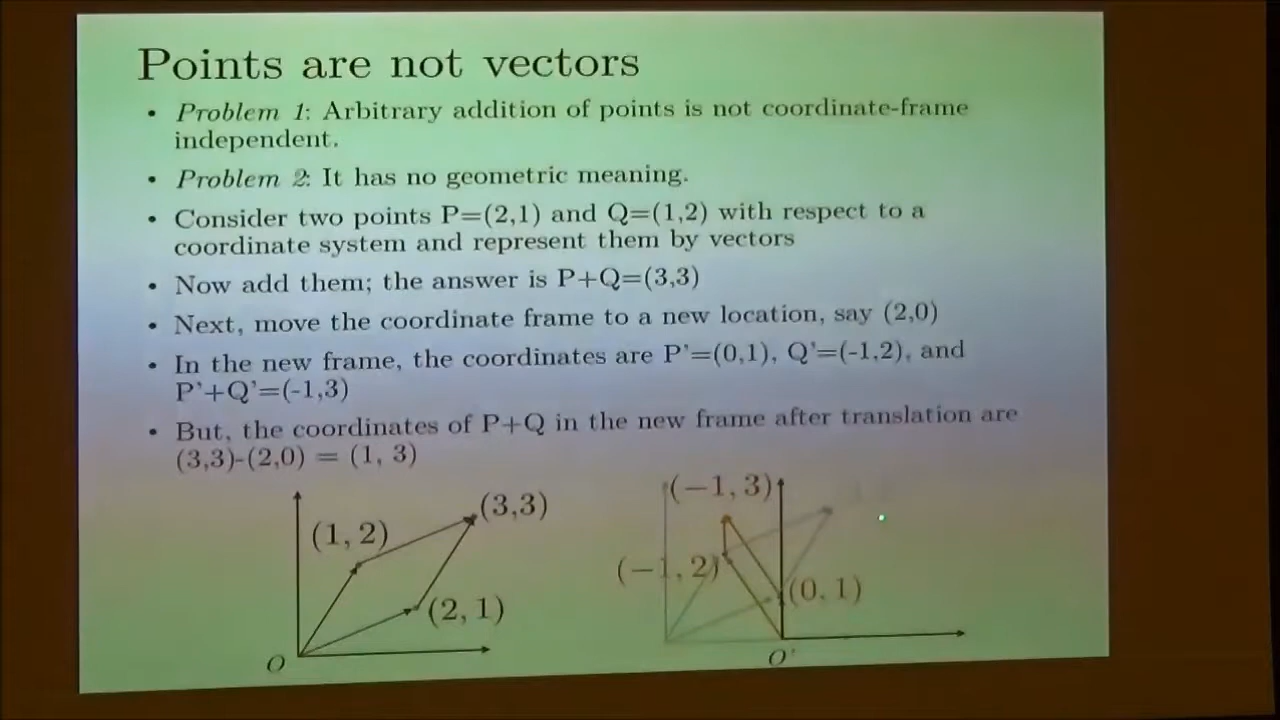 Points are not vectors
• Problem 1: Arbitrary addition of points is not coordinate-frame
independent.
• Problem 2: It has no geometric meaning.
• Consider two points P=(2,1) and Q=(1,2) with respect to a
coordinate system and represent them by vectors
• Now add them; the answer is P+Q=(3,3)
• Next, move the coordinate frame to a new location, say (2,0)
• In the new frame, the coordinates are P'=(0,1), Q'=(-1,2), and
P'+Q'=(-1,3)
• But, the coordinates of P+Q in the new frame after translation are
(3,3)-(2,0) = (1, 3)
(3,3)
(1, 2)
(2, 1)
O
(−1, 3)
(−1, 2)
(0, 1)
O'